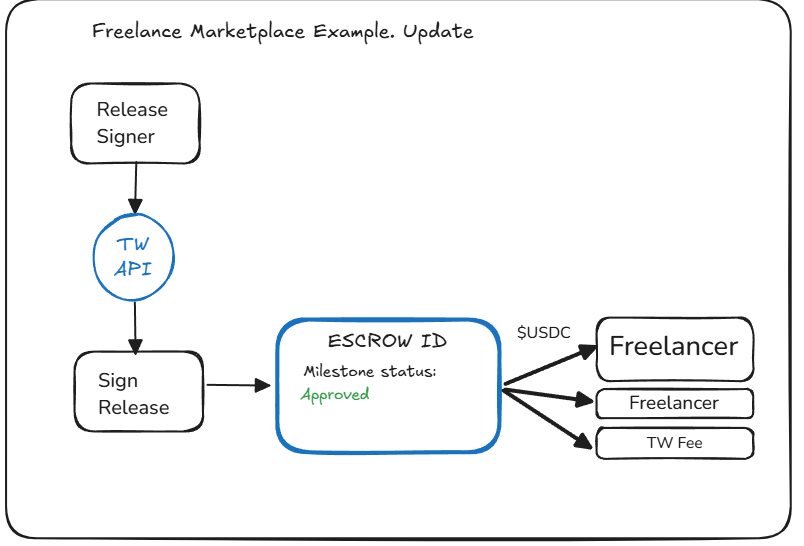 Freelance Marketplace Example. Update
Release
Signer
TW
API
Sign
Release
ESCROW ID
Milestone status:
Approved
$USDC
Freelancer
Freelancer
TW Fee